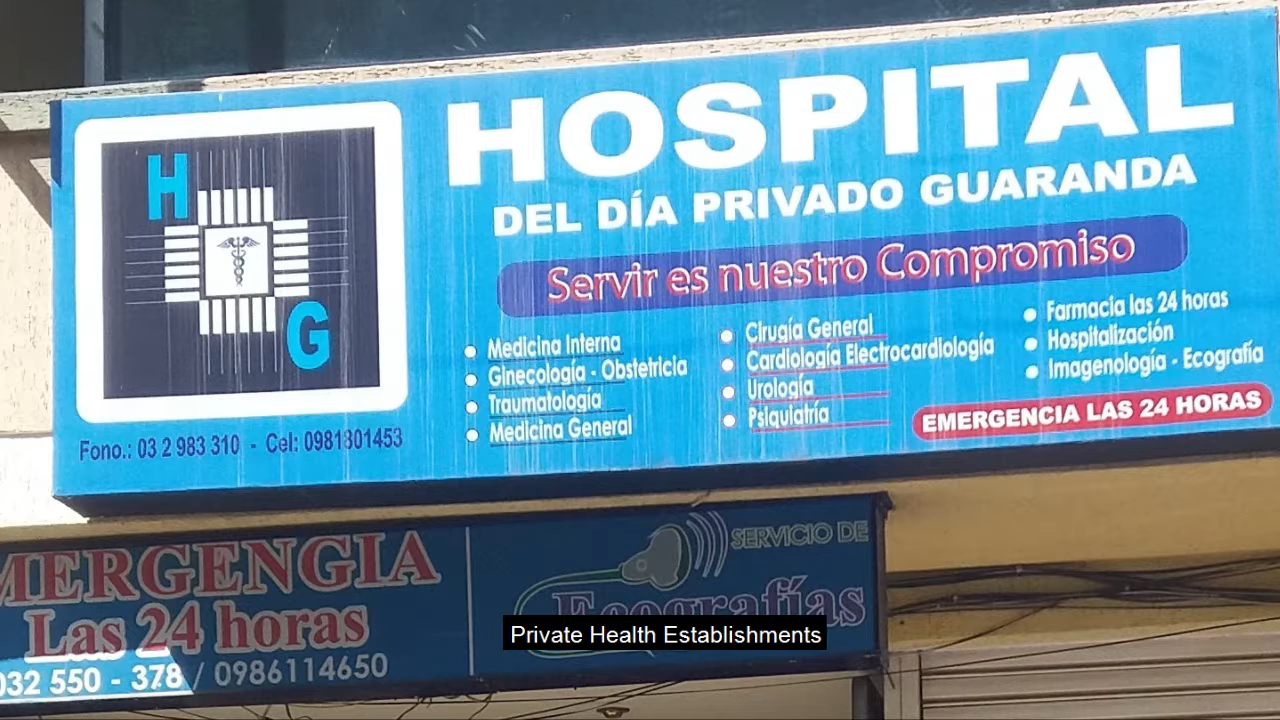 HOSPITAL
DEL DÍA PRIVADO GUARANDA
Servir es nuestro Compromiso
H
G
Medicina Interna
Ginecología - Obstetricia
Traumatología
Medicina General
Cirugía General
Cardiología Electrocardiología
Urología
Psiquiatría
Farmacia las 24 horas
Hospitalización
Imagenología - Ecografía
EMERGENCIA LAS 24 HORAS
Fono.: 03 2 983 310 - Cel: 0981801453
MERGENGIA
Las 24 horas
032 550 - 378 / 0986114650
SERVICIO DE
Ecografías
Private Health Establishments